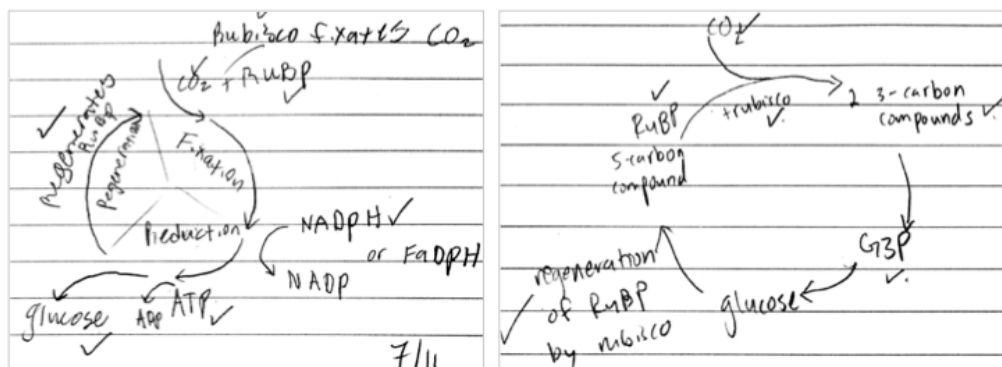 Rubisco fixates CO₂
CO₂ + RuBP
Regenerates
RuBP
Regeneration
Fixation
Reduction
NADPH
or FaDPH
NADP
glucose
ADP
ATP
7/11
CO₂
RuBP
+rubisco
2 3-carbon
compounds
5-carbon
compound
G3P
glucose
regeneration
of RuBP
by rubisco